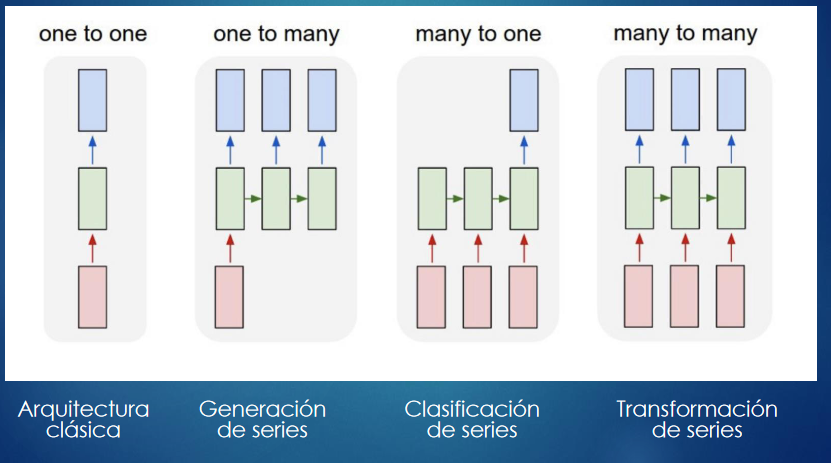 one to one
one to many
many to one
many to many
Arquitectura
clásica
Generación
de series
Clasificación
de series
Transformación
de series